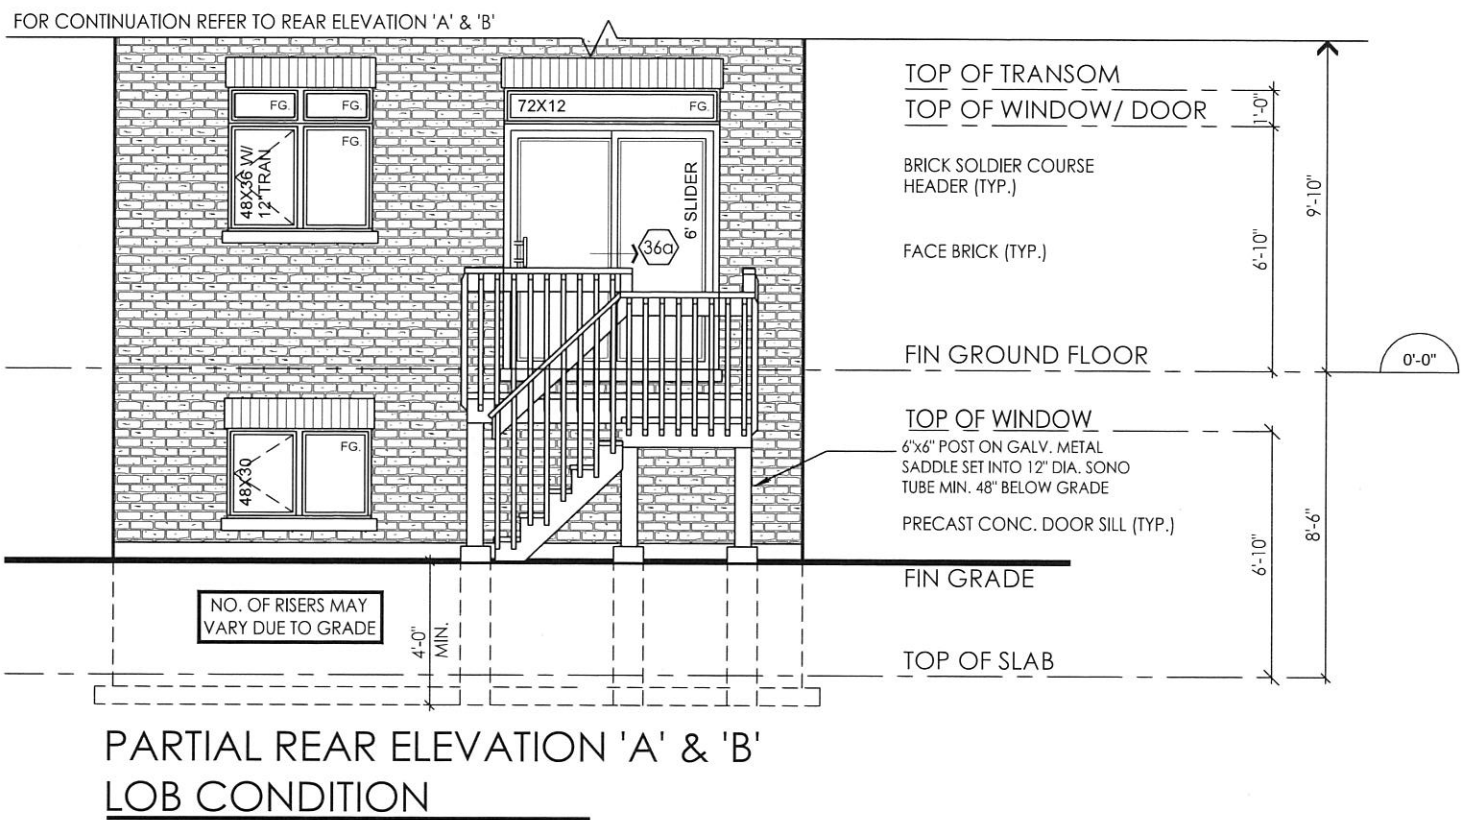 FOR CONTINUATION REFER TO REAR ELEVATION 'A' & 'B'
FG.
FG.
FG.
48X36 W/
12" TRAN
72X12
FG.
6' SLIDER
36a
TOP OF TRANSOM
TOP OF WINDOW/ DOOR
1'-0"
BRICK SOLDIER COURSE
HEADER (TYP.)
FACE BRICK (TYP.)
6'-10"
9'-10"
FIN GROUND FLOOR
0'-0"
TOP OF WINDOW
6"x6" POST ON GALV. METAL
SADDLE SET INTO 12" DIA. SONO
TUBE MIN. 48" BELOW GRADE
PRECAST CONC. DOOR SILL (TYP.)
FG.
48X30
6'-10"
8'-6"
FIN GRADE
NO. OF RISERS MAY
VARY DUE TO GRADE
4'-0"
MIN.
TOP OF SLAB
PARTIAL REAR ELEVATION 'A' & 'B'
LOB CONDITION